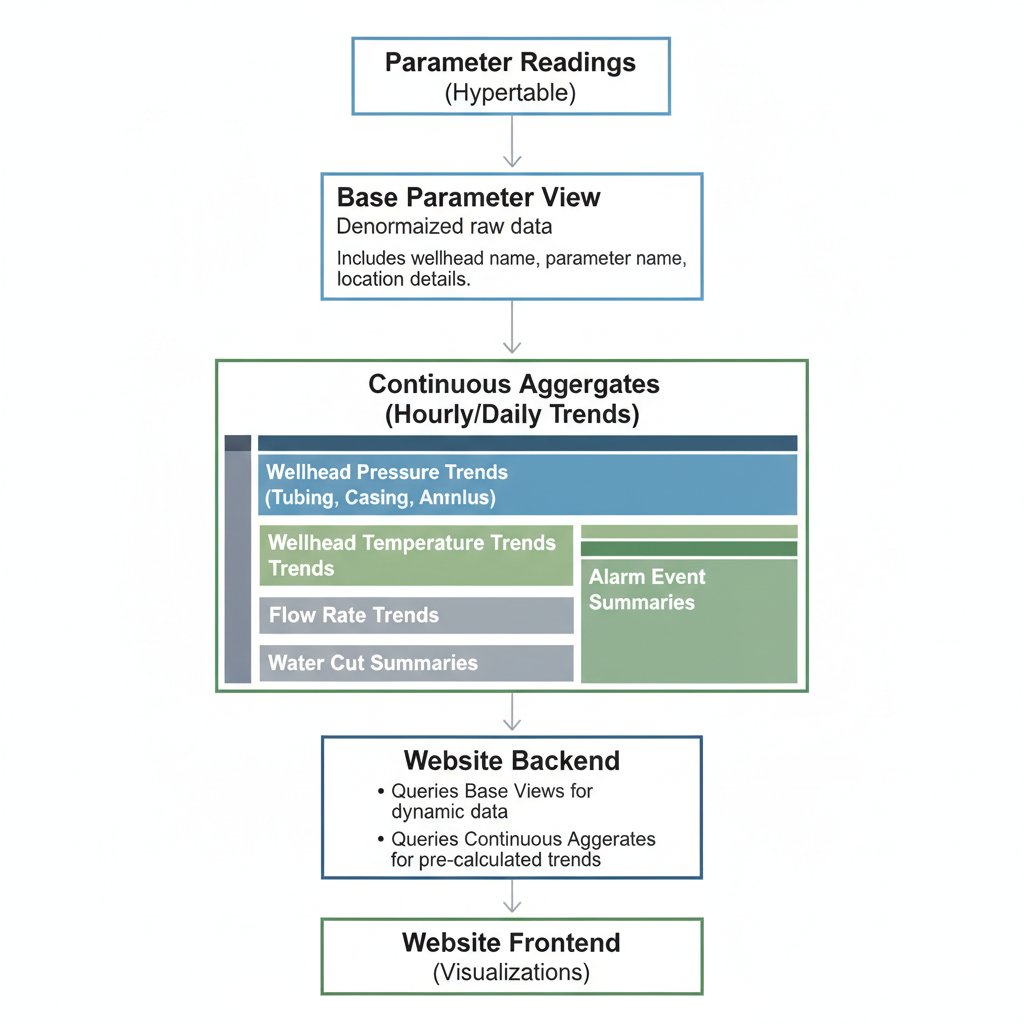 Parameter Readings
(Hypertable)
Base Parameter View
Denormaized raw data
Includes wellhead name, parameter name,
location details.
Continuous Aggergates
(Hourly/Daily Trends)
Wellhead Pressure Trends
(Tubing, Casing, Anınlus)
Wellhead Temperature Trends
Trends
Flow Rate Trends
Water Cut Summaries
Alarm Event
Summaries
Website Backend
• Queries Base Views for
dynamic data
• Queries Continuous Aggerates
for pre-calculated trends
Website Frontend
(Visualizations)